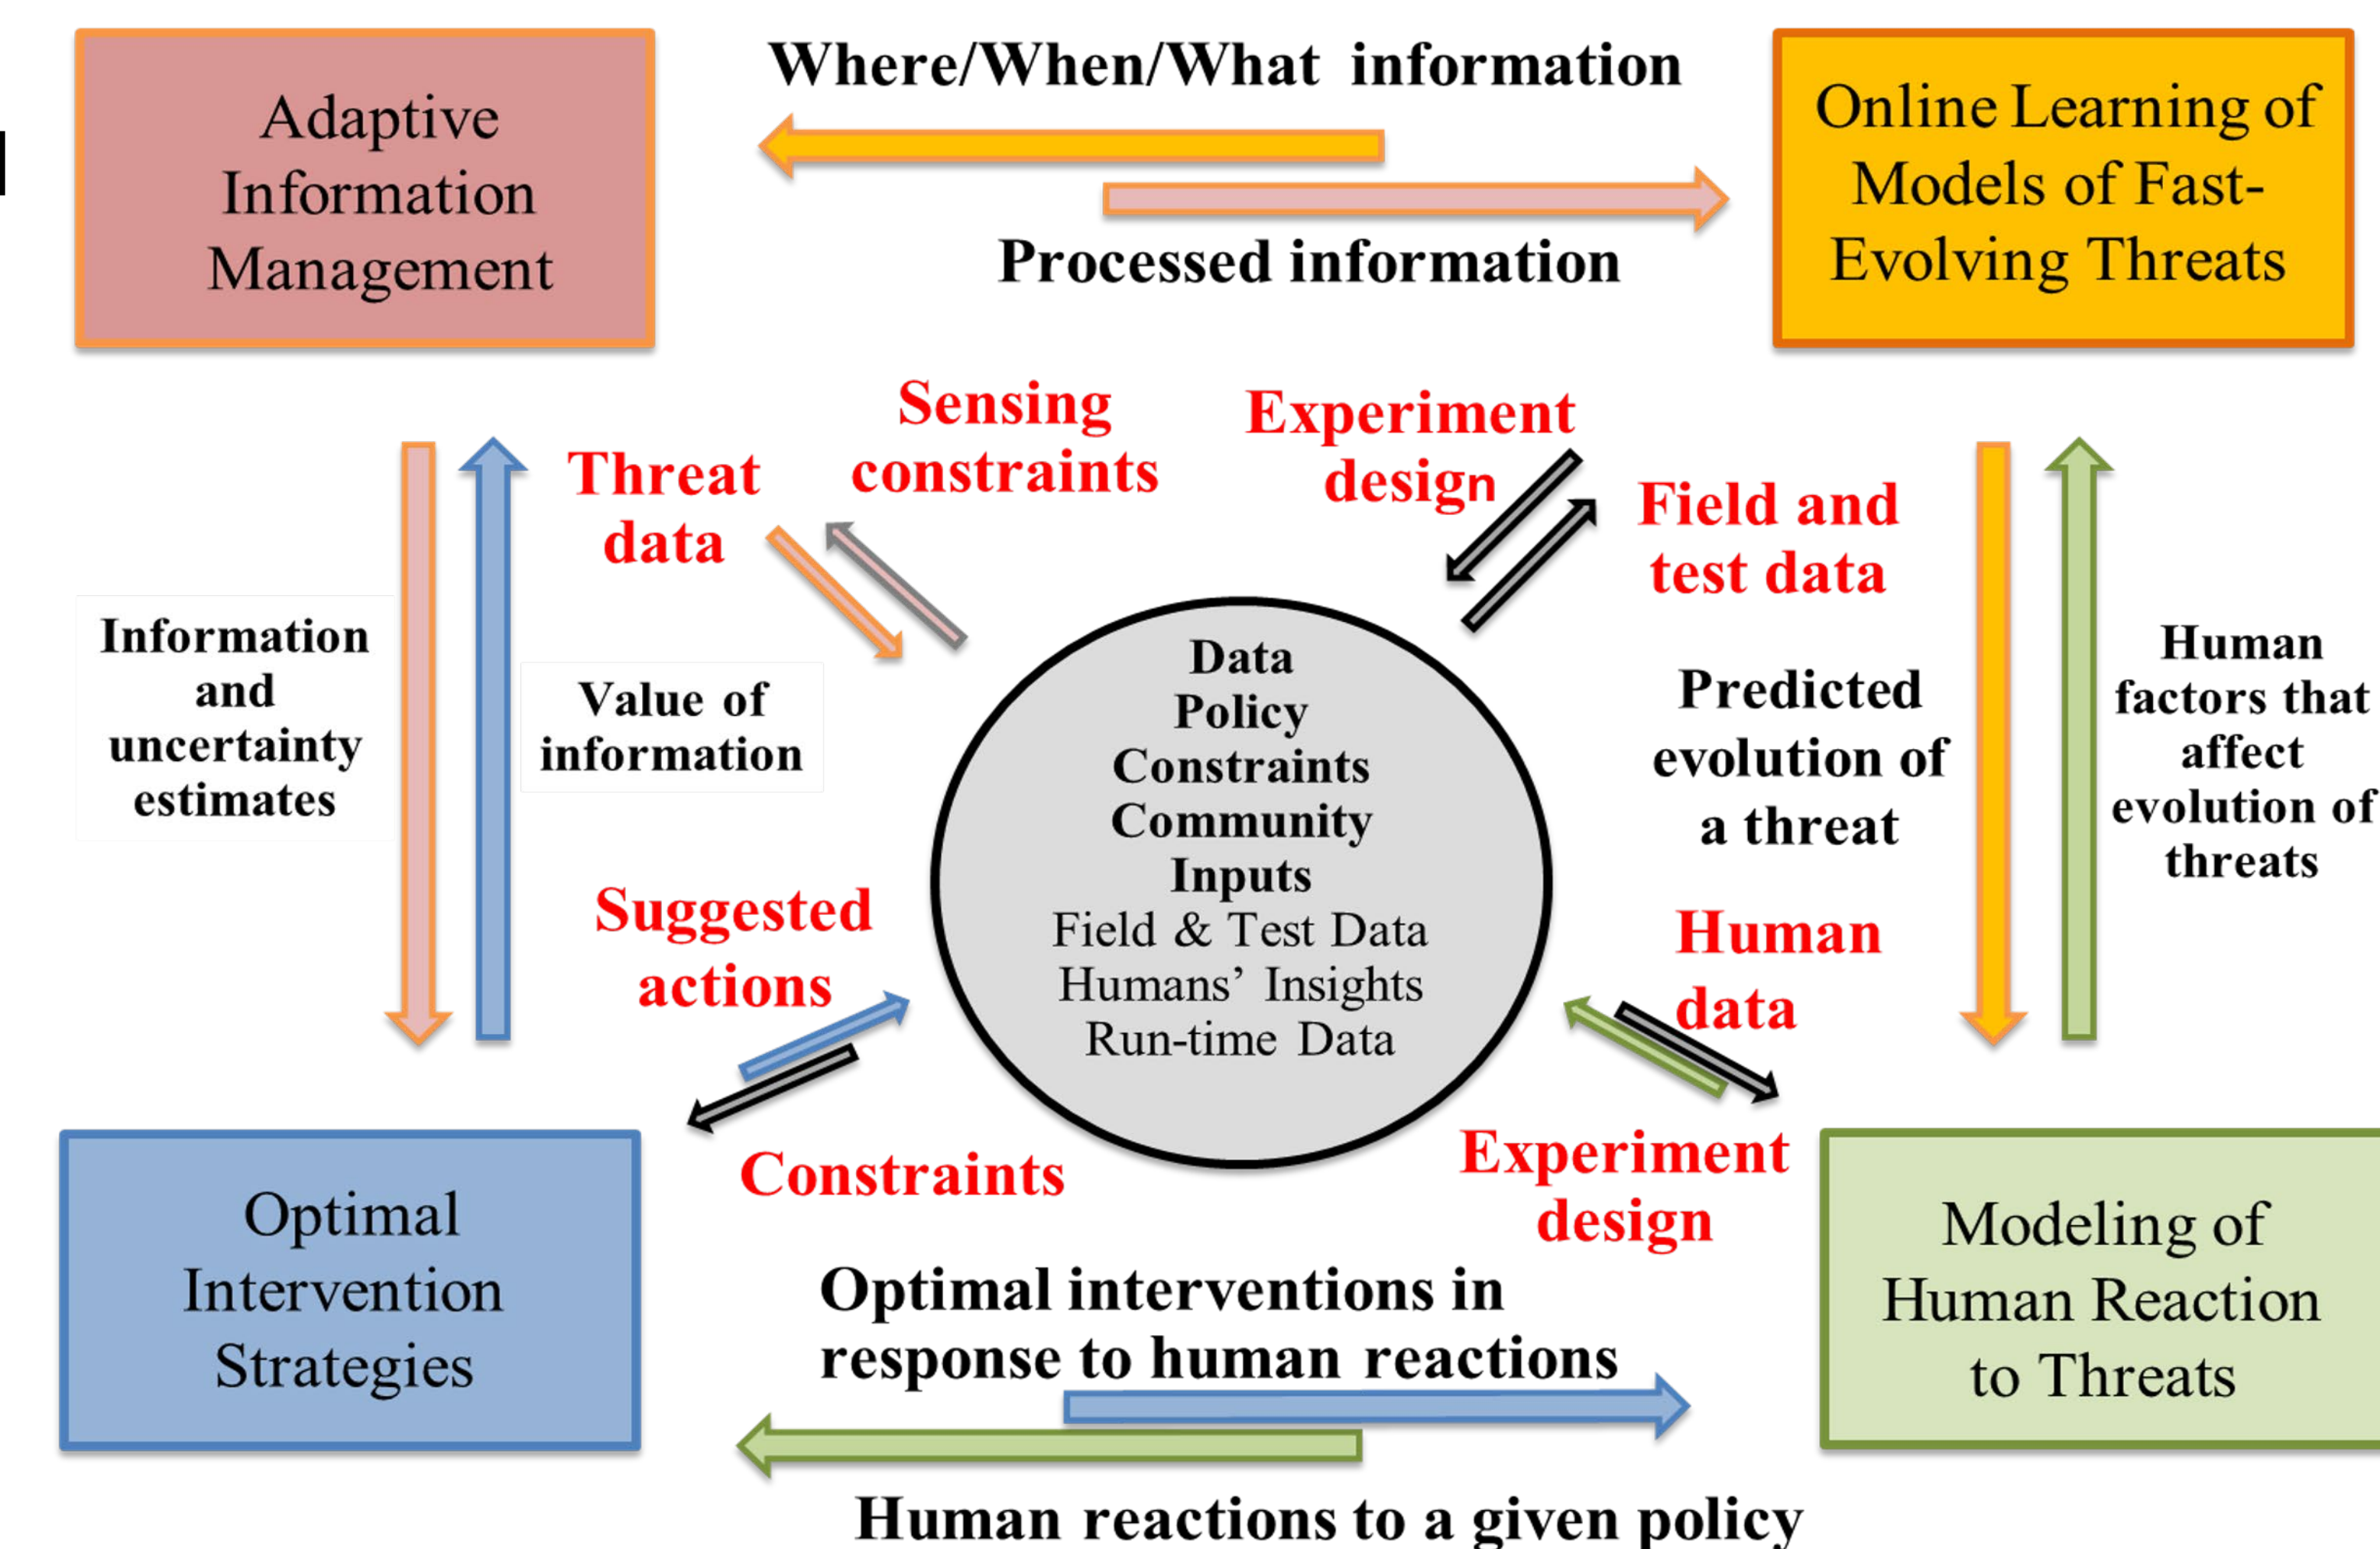 Where/When/What information
Adaptive
Information
Management
Online Learning of
Models of Fast-
Evolving Threats
Processed information
Sensing
constraints
Experiment
design
Threat
data
Field and
test data
Information
and
uncertainty
estimates
Value of
information
Data
Policy
Constraints
Community
Inputs
Field & Test Data
Humans’ Insights
Run-time Data
Predicted
evolution of
a threat
Human
factors that
affect
evolution of
threats
Suggested
actions
Human
data
Constraints
Experiment
design
Optimal
Intervention
Strategies
Modeling of
Human Reaction
to Threats
Optimal interventions in
response to human reactions
Human reactions to a given policy